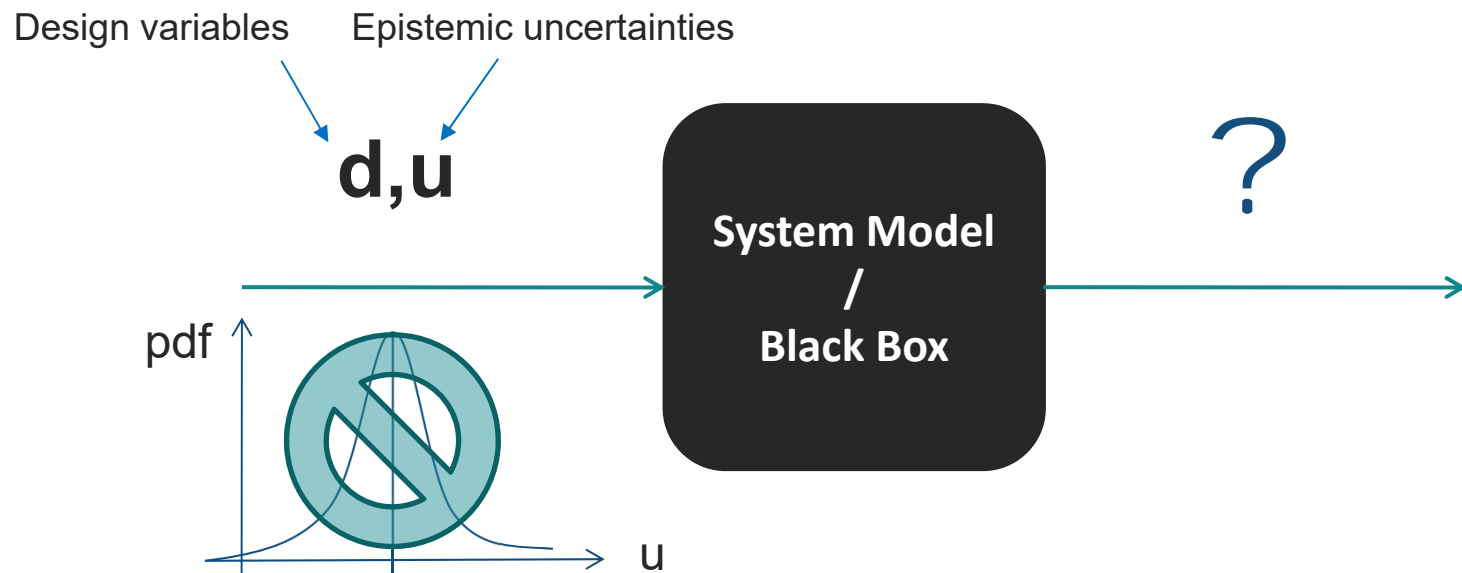 Design variables
Epistemic uncertainties
d,u
?
System Model
/
Black Box
pdf
u